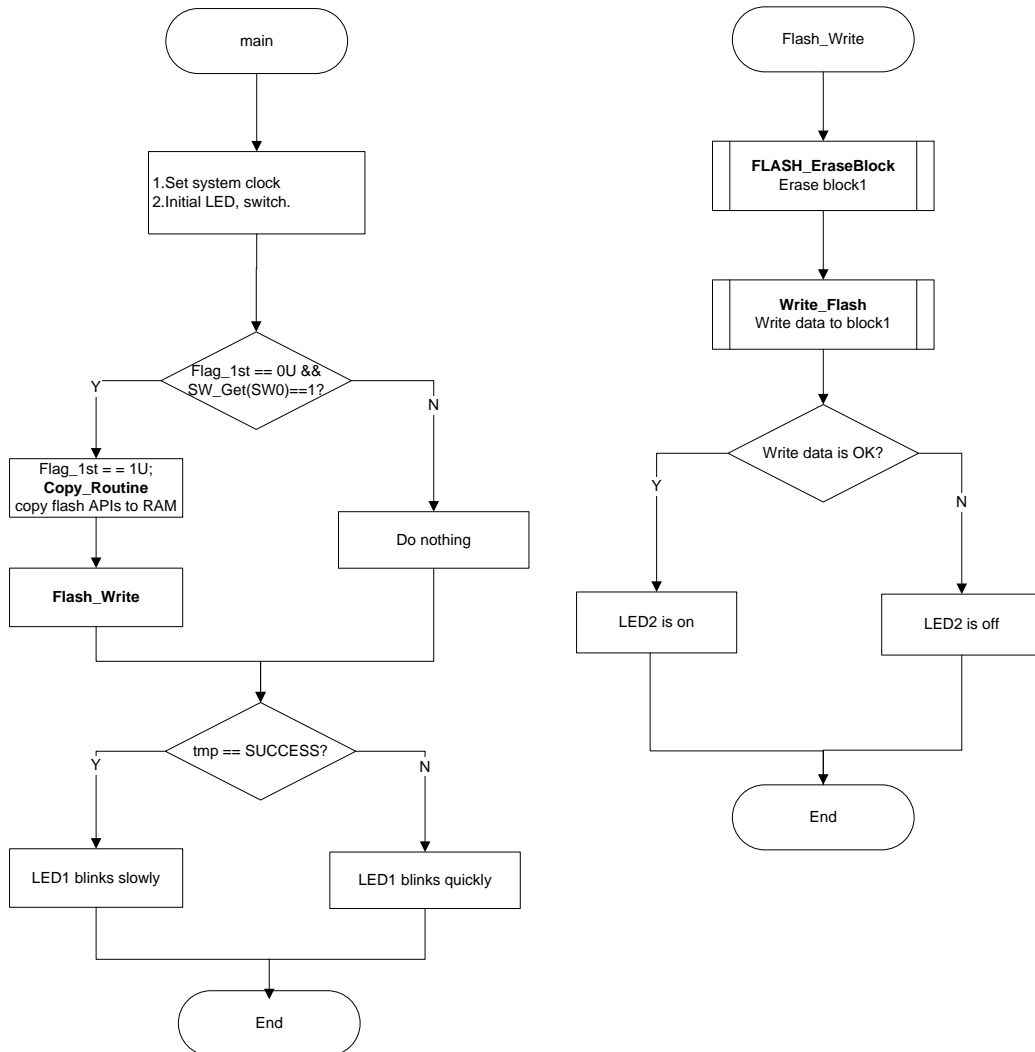 main
1.Set system clock
2.Initial LED, switch.
Flag_1st == 0U &&
SW_Get(SW0)==1?
Y
N
Flag_1st = = 1U;
Copy_Routine
copy flash APIs to RAM
Do nothing
Flash_Write
tmp == SUCCESS?
Y
N
LED1 blinks slowly
LED1 blinks quickly
End
Flash_Write
FLASH_EraseBlock
Erase block1
Write_Flash
Write data to block1
Write data is OK?
Y
N
LED2 is on
LED2 is off
End